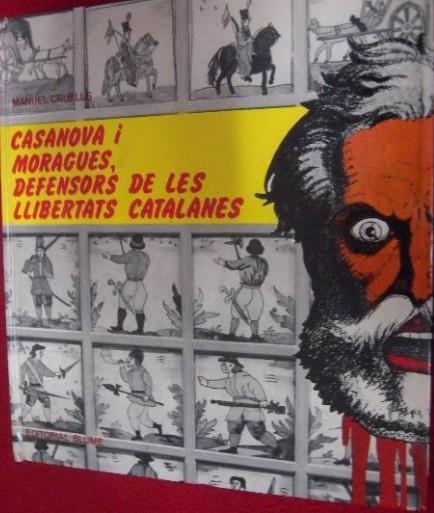 MANUEL CRUELLS
CASANOVA i
MORAGUES,
DEFENSORS DE LES
LLIBERTATS CATALANES
EDITORIAL BLUME